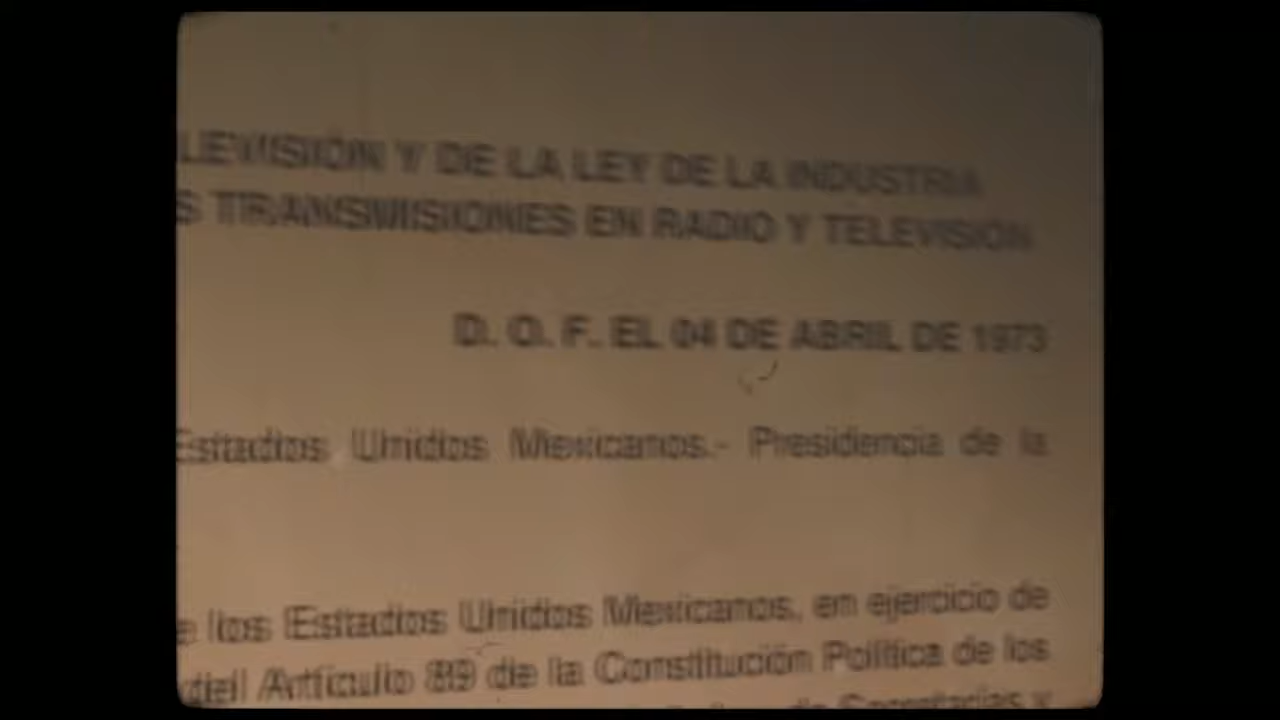 LEVISIÓN Y DE LA LEY DE LA INDUSTRIA
S TRANSMISIONES EN RADIO Y TELEVISIÓN
D. O. F. EL 04 DE ABRIL DE 1973
Estados Unidos Mexicanos.- Presidencia de la
e los Estados Unidos Mexicanos, en ejercicio de
del Artículo 89 de la Constitución Política de los
de Secretarías y